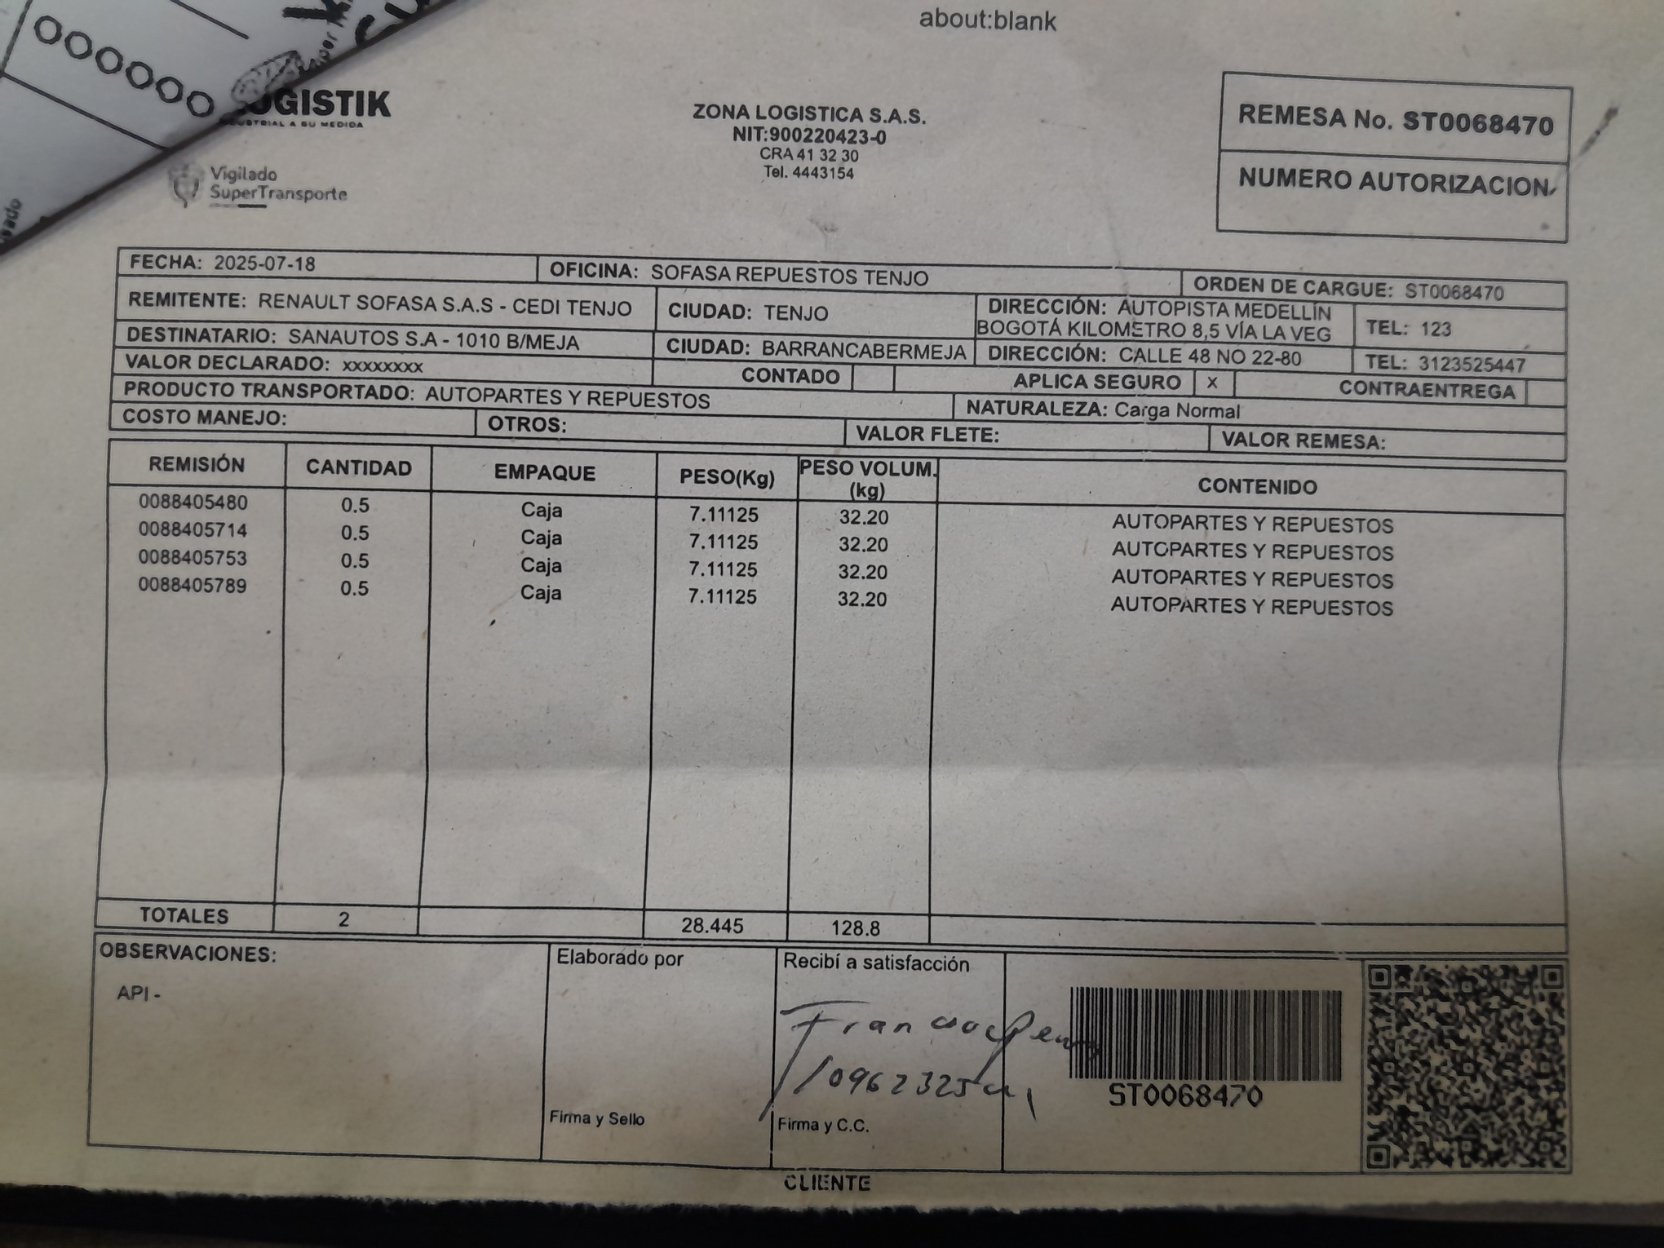 about:blank
OOOOOO
LOGISTIK
INDUSTRIAL A SU MEDIDA
Vigilado
SuperTransporte
ZONA LOGISTICA S.A.S.
NIT:900220423-0
CRA 41 32 30
Tel. 4443154
REMESA No. ST0068470
NUMERO AUTORIZACION
FECHA: 2025-07-18 OFICINA: SOFASA REPUESTOS TENJO ORDEN DE CARGUE: ST0068470
REMITENTE: RENAULT SOFASA S.A.S - CEDI TENJO CIUDAD: TENJO DIRECCIÓN: AUTOPISTA MEDELLÍN
BOGOTÁ KILOMETRO 8,5 VÍA LA VEG TEL: 123
DESTINATARIO: SANAUTOS S.A - 1010 B/MEJA CIUDAD: BARRANCABERMEJA DIRECCIÓN: CALLE 48 NO 22-80 TEL: 3123525447
VALOR DECLARADO: xxxxxxxx CONTADO APLICA SEGURO X CONTRAENTREGA
PRODUCTO TRANSPORTADO: AUTOPARTES Y REPUESTOS NATURALEZA: Carga Normal
COSTO MANEJO: OTROS: VALOR FLETE: VALOR REMESA:
REMISIÓN CANTIDAD EMPAQUE PESO(Kg) PESO VOLUM. (kg) CONTENIDO
0088405480 0.5 Caja 7.11125 32.20 AUTOPARTES Y REPUESTOS
0088405714 0.5 Caja 7.11125 32.20 AUTOPARTES Y REPUESTOS
0088405753 0.5 Caja 7.11125 32.20 AUTOPARTES Y REPUESTOS
0088405789 0.5 Caja 7.11125 32.20 AUTOPARTES Y REPUESTOS
TOTALES 2 28.445 128.8
OBSERVACIONES: Elaborado por Recibí a satisfacción
API -
ST0068470
Firma y Sello Firma y C.C.
CLIENTE